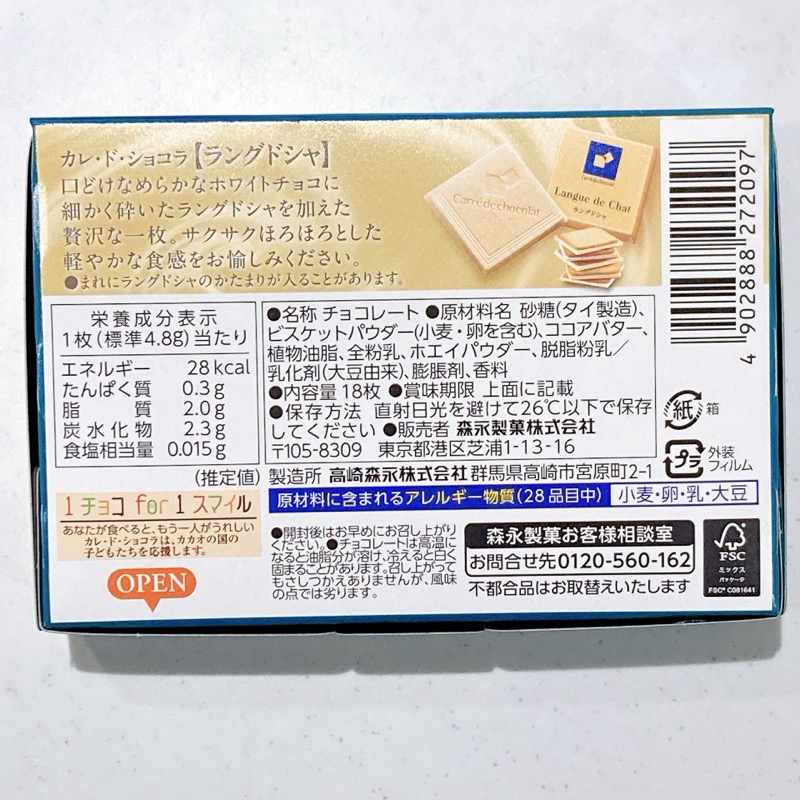 カレ・ド・ショコラ【ラングドシャ】
口どけなめらかなホワイトチョコに
細かく砕いたラングドシャを加えた
贅沢な一枚。サクサクほろほろとした
軽やかな食感をお愉しみください。
●まれにラングドシャのかたまりが入ることがあります。
Carré de chocolat
Carré de chocolat
Langue de Chat
ラングドシャ
4 902888 272097
栄養成分表示
1枚(標準4.8g)当たり
エネルギー 28kcal
たんぱく質 0.3g
脂質 2.0g
炭水化物 2.3g
食塩相当量 0.015g
(推定値)
●名称 チョコレート ●原材料名 砂糖(タイ製造)、
ビスケットパウダー(小麦・卵を含む)、ココアバター、
植物油脂、全粉乳、ホエイパウダー、脱脂粉乳／
乳化剤(大豆由来)、膨脹剤、香料
●内容量 18枚 ●賞味期限 上面に記載
●保存方法 直射日光を避けて26℃以下で保存
してください ●販売者 森永製菓株式会社
〒105-8309 東京都港区芝浦1-13-16
製造所 高崎森永株式会社 群馬県高崎市宮原町2-1
紙 箱
プラ 外装
フィルム
原材料に含まれるアレルギー物質(28品目中) 小麦・卵・乳・大豆
1チョコ for 1スマイル
あなたが食べると、もう一人がうれしい
カレ・ド・ショコラは、カカオの国の
子どもたちを応援します。
OPEN
●開封後はお早めにお召し上がり
ください。●チョコレートは高温に
なると油脂分が溶け、冷えると白く
固まることがあります。召し上がって
もさしつかえありませんが、風味
の点では劣ります。
森永製菓お客様相談室
お問合せ先0120-560-162
不都合品はお取替えいたします
FSC
ミックス
パッケージ
FSC® C081641